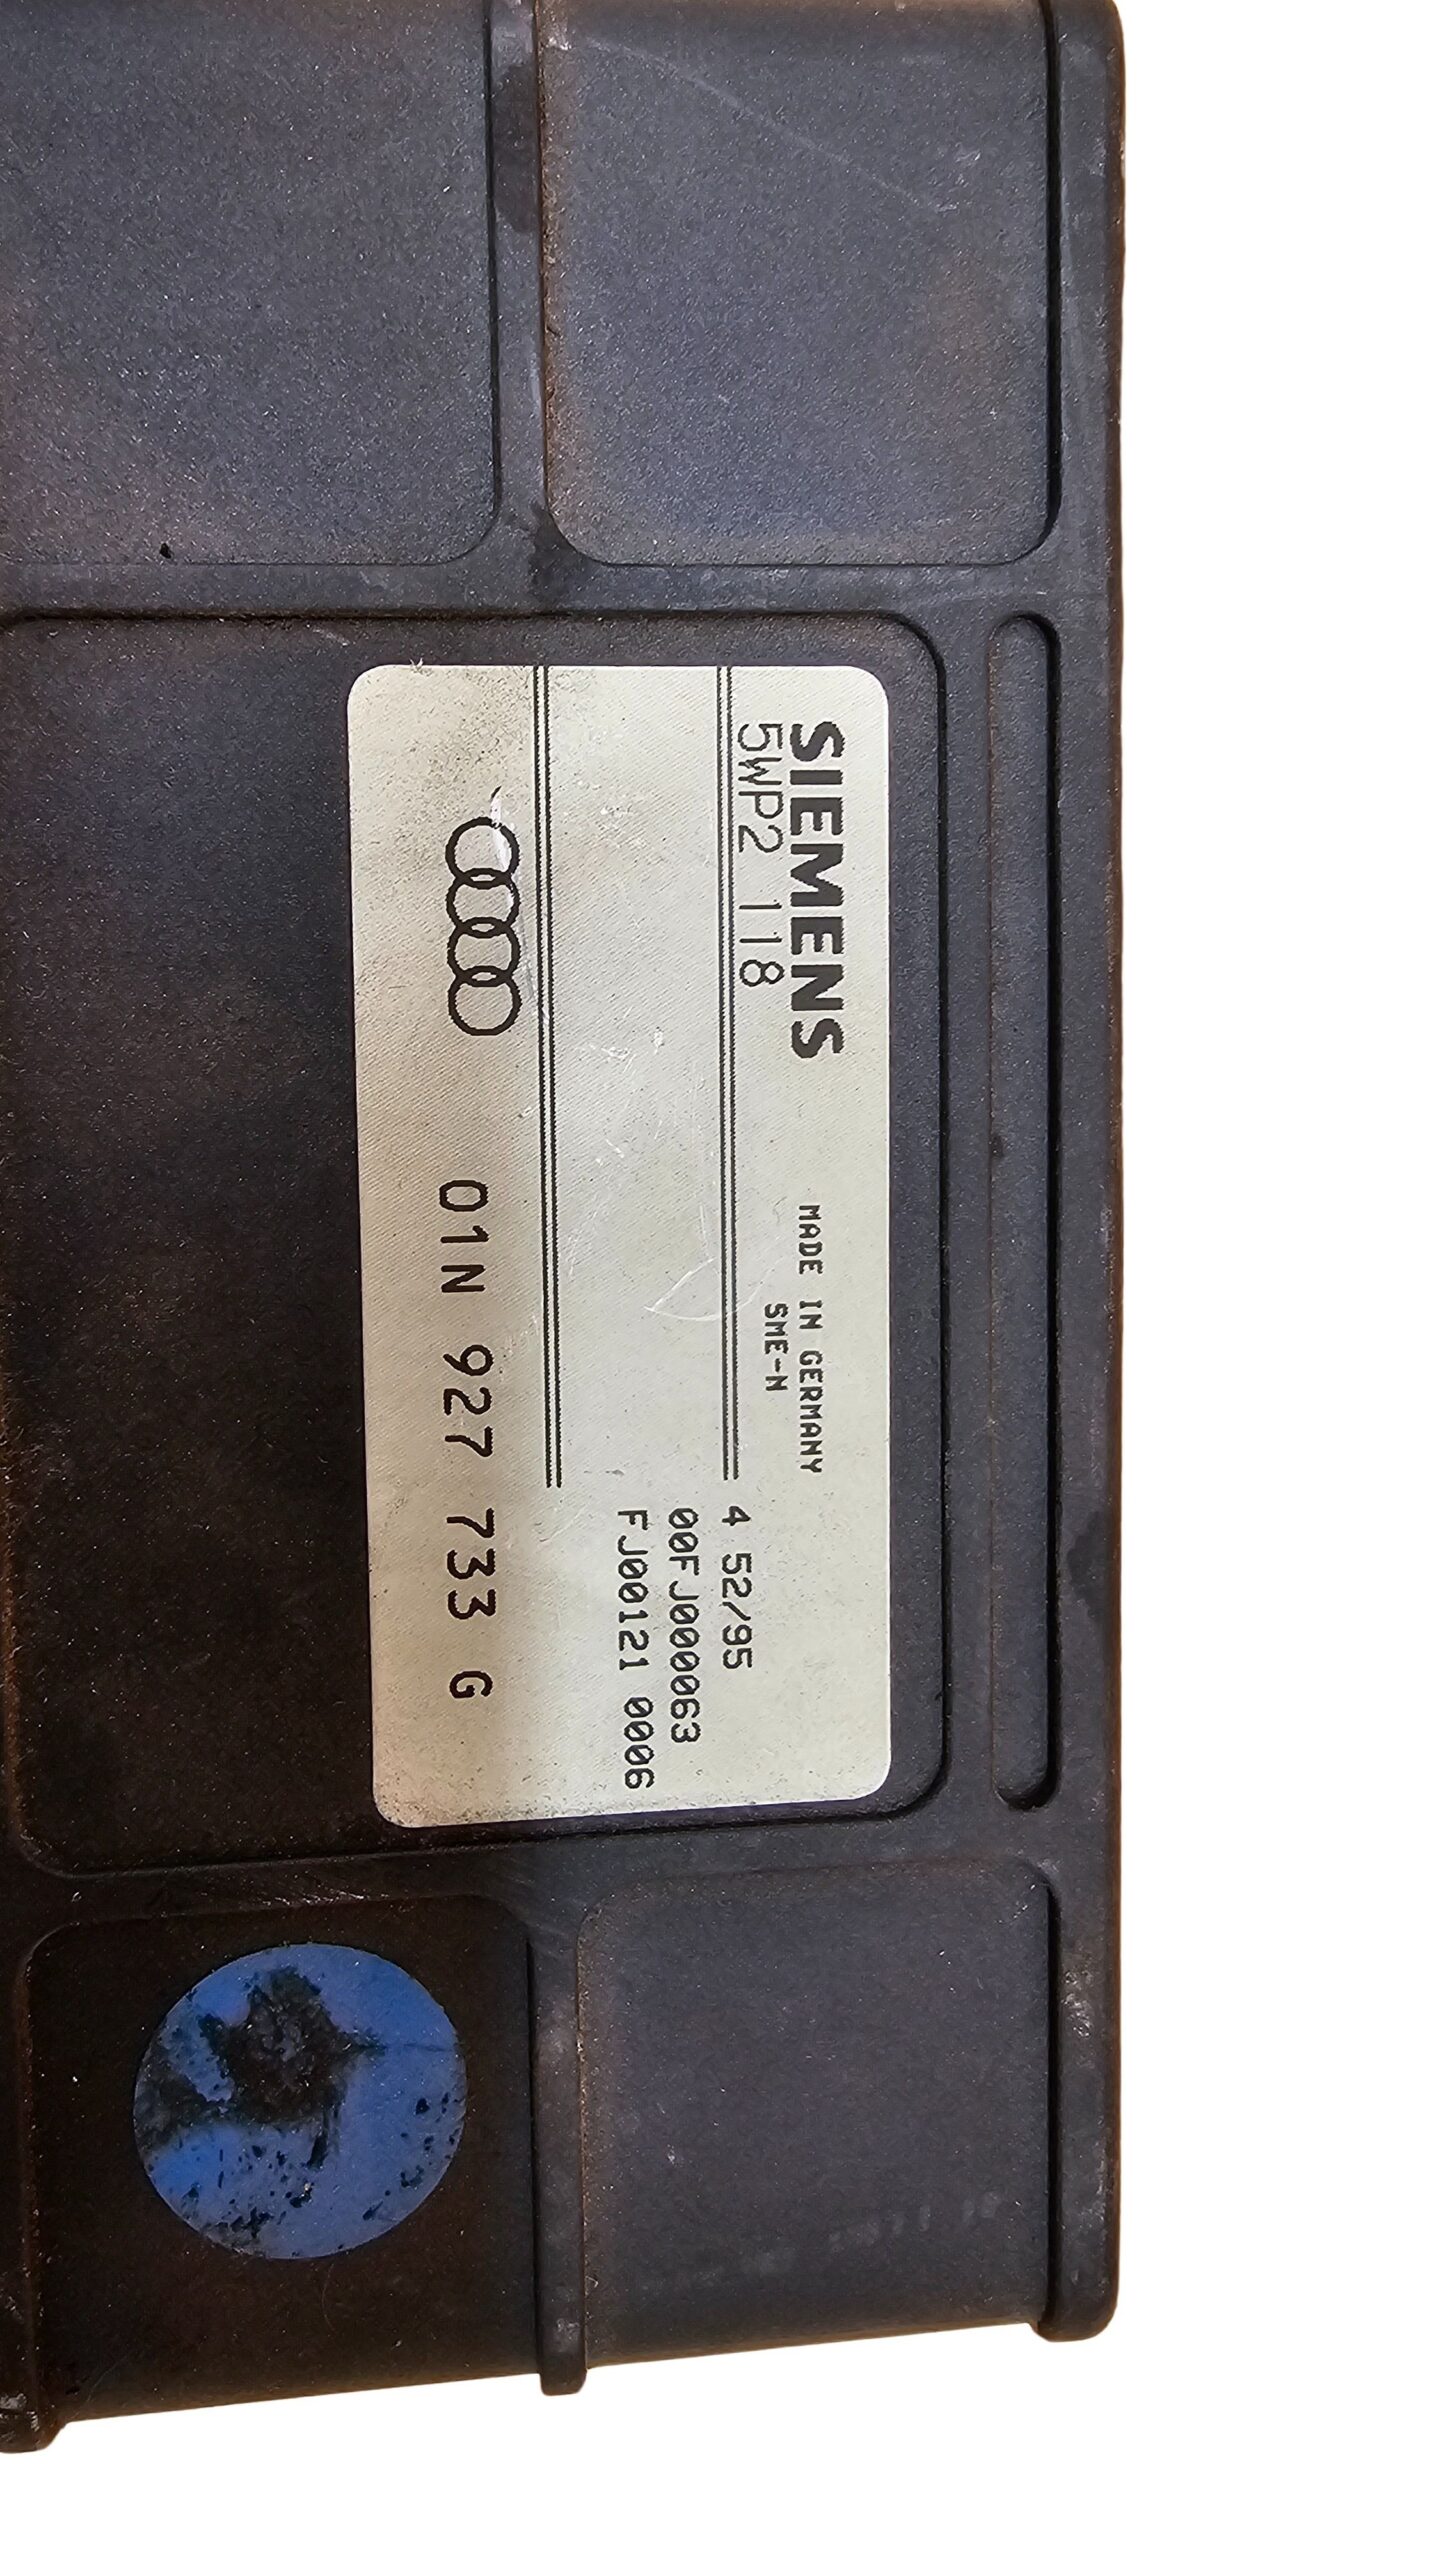 SIEMENS
5WP2 118
MADE IN GERMANY
SME-N
4 52/95
00FJ000063
FJ00121 0006
01N 927 733 G